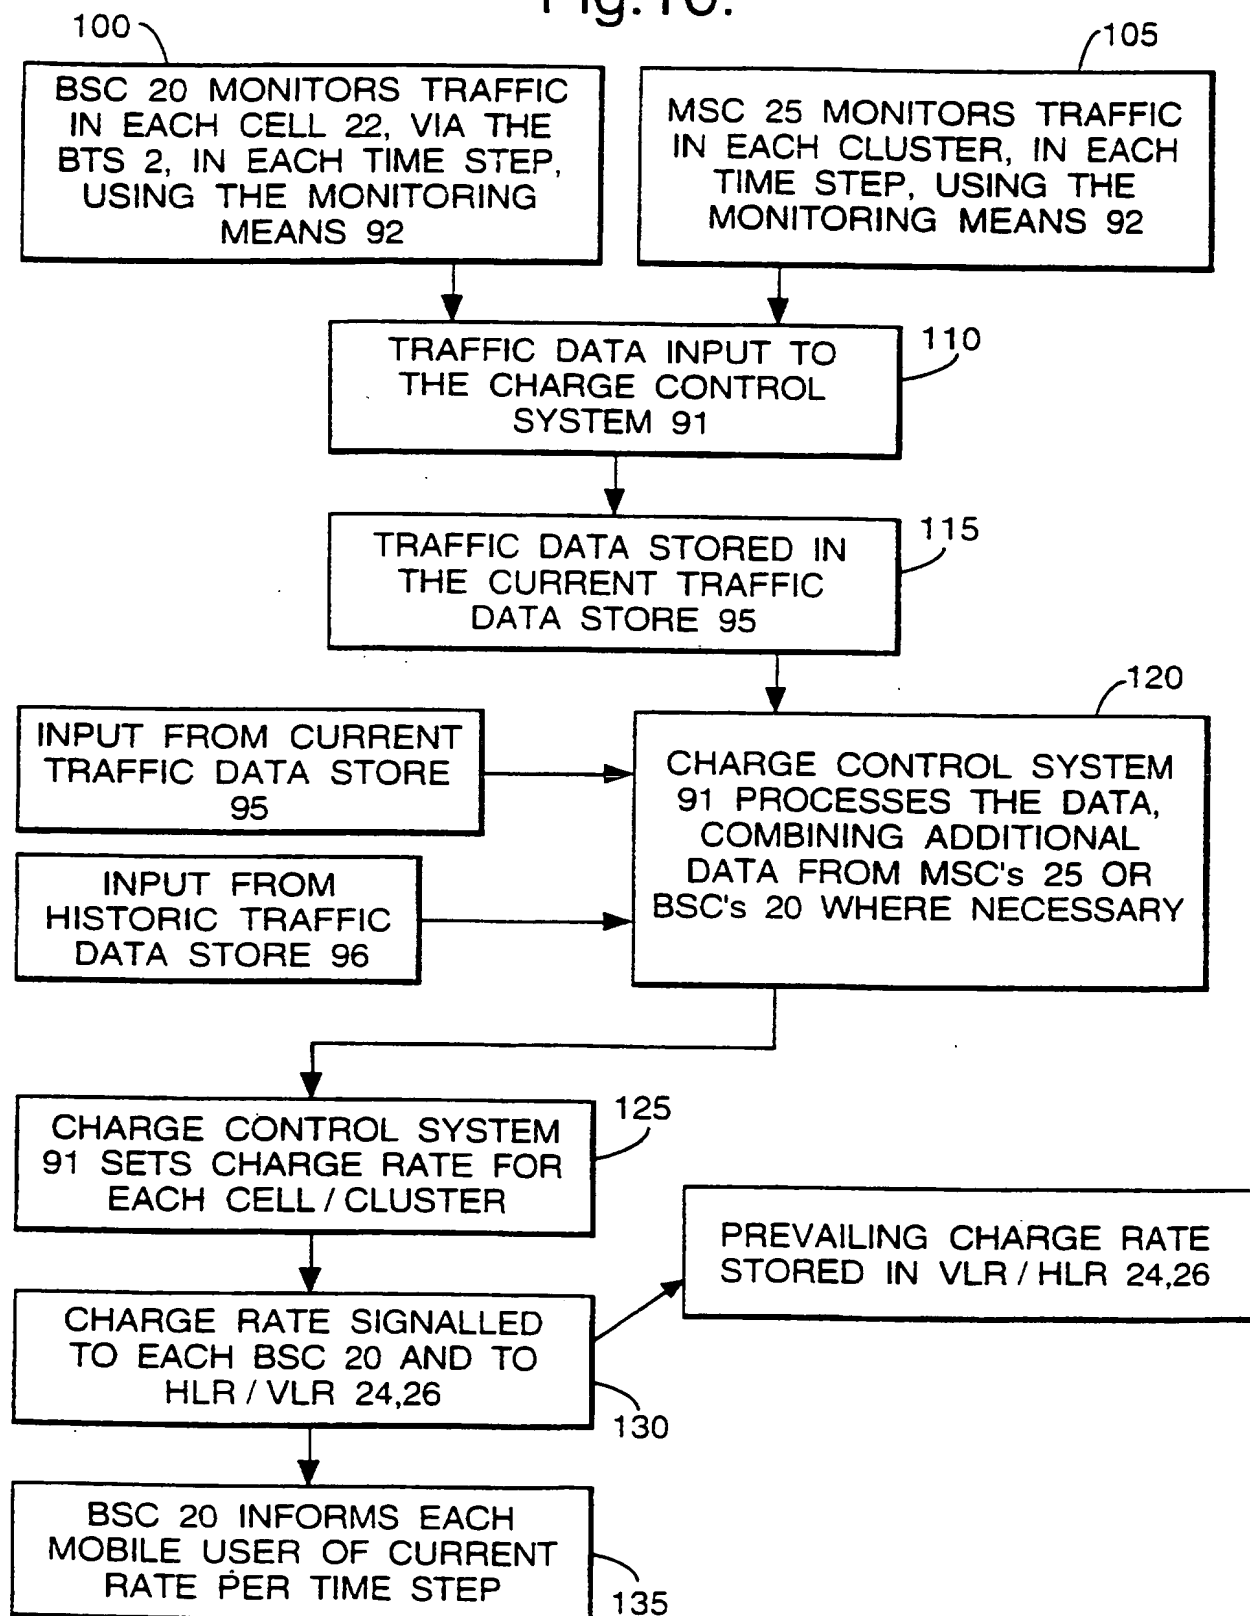 Fig.10.
100
105
BSC 20 MONITORS TRAFFIC
IN EACH CELL 22, VIA THE
BTS 2, IN EACH TIME STEP,
USING THE MONITORING
MEANS 92
MSC 25 MONITORS TRAFFIC
IN EACH CLUSTER, IN EACH
TIME STEP, USING THE
MONITORING MEANS 92
TRAFFIC DATA INPUT TO
THE CHARGE CONTROL
SYSTEM 91
110
TRAFFIC DATA STORED IN
THE CURRENT TRAFFIC
DATA STORE 95
115
120
INPUT FROM CURRENT
TRAFFIC DATA STORE
95
INPUT FROM
HISTORIC TRAFFIC
DATA STORE 96
CHARGE CONTROL SYSTEM
91 PROCESSES THE DATA,
COMBINING ADDITIONAL
DATA FROM MSC's 25 OR
BSC's 20 WHERE NECESSARY
CHARGE CONTROL SYSTEM
91 SETS CHARGE RATE FOR
EACH CELL / CLUSTER
125
PREVAILING CHARGE RATE
STORED IN VLR / HLR 24,26
CHARGE RATE SIGNALLED
TO EACH BSC 20 AND TO
HLR / VLR 24,26
130
BSC 20 INFORMS EACH
MOBILE USER OF CURRENT
RATE PER TIME STEP
135